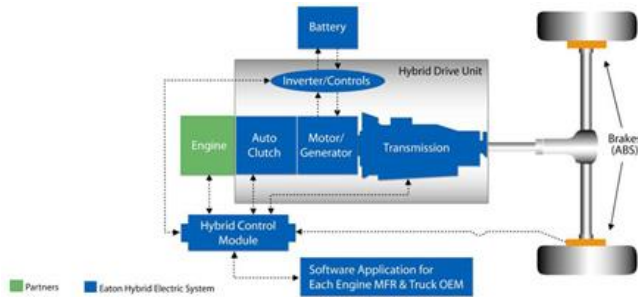 Battery
Hybrid Drive Unit
Inverter/Controls
Engine
Auto
Clutch
Motor/
Generator
Transmission
Brakes
(ABS)
Hybrid Control
Module
Software Application for
Each Engine MFR & Truck OEM
Partners
Eaton Hybrid Electric System